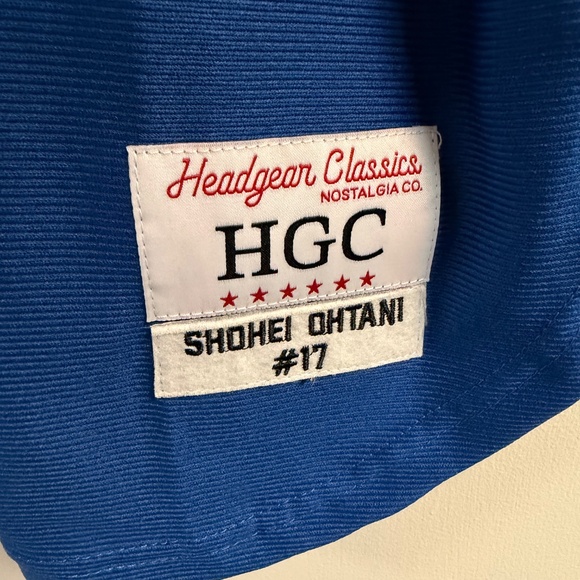 Headgear Classics
NOSTALGIA CO.
HGC
SHOHEI OHTANI
#17